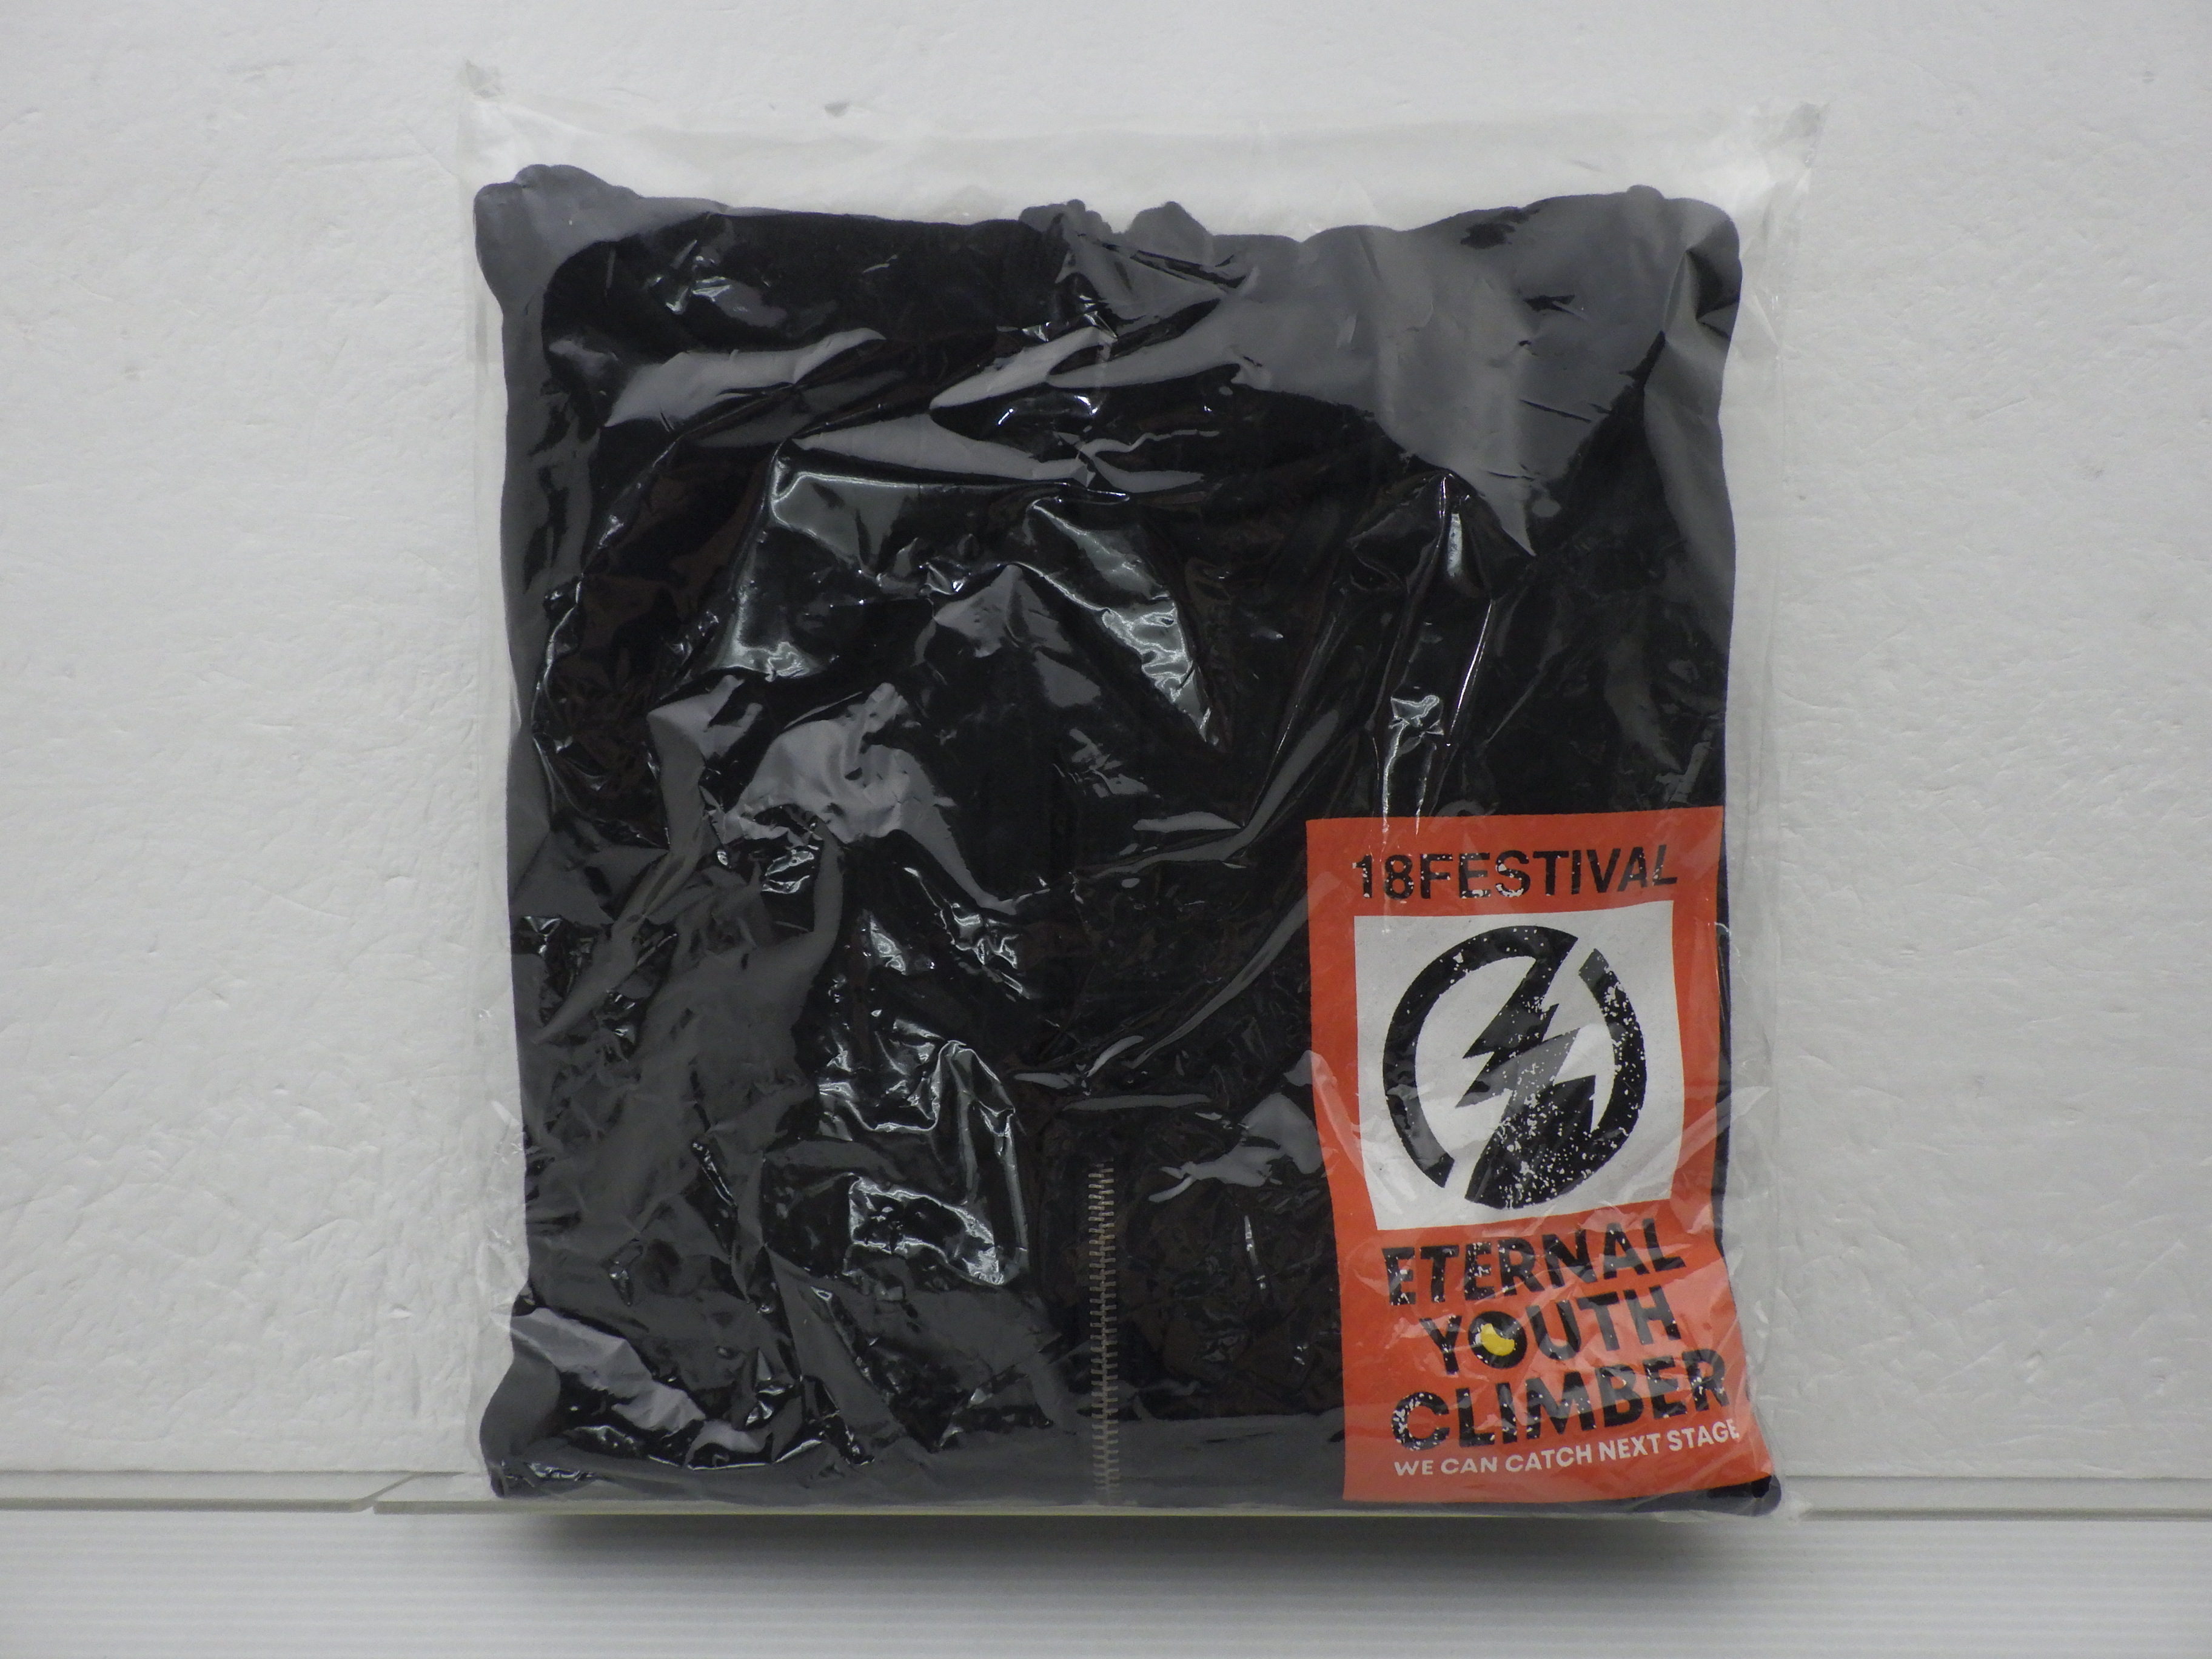 18FESTIVAL
ETERNAL
YOUTH
CLIMBER
WE CAN CATCH NEXT STAGE